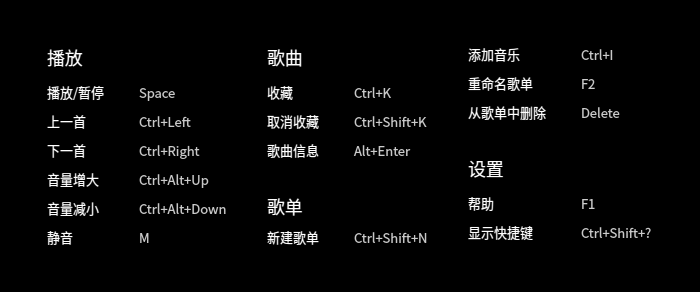 播放
播放/暂停 Space
上一首 Ctrl+Left
下一首 Ctrl+Right
音量增大 Ctrl+Alt+Up
音量减小 Ctrl+Alt+Down
静音 M
歌曲
收藏 Ctrl+K
取消收藏 Ctrl+Shift+K
歌曲信息 Alt+Enter
歌单
新建歌单 Ctrl+Shift+N
添加音乐 Ctrl+I
重命名歌单 F2
从歌单中删除 Delete
设置
帮助 F1
显示快捷键 Ctrl+Shift+?